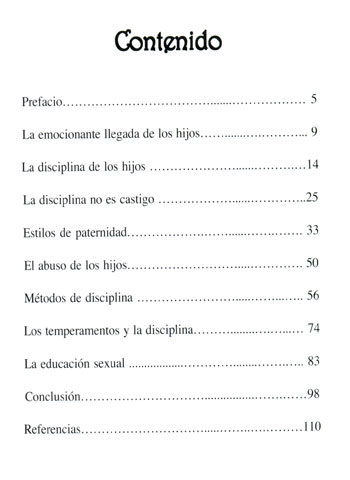 Contenido
Prefacio………………………………........……………… 5
La emocionante llegada de los hijos……......…………... 9
La disciplina de los hijos …………………......……….…14
La disciplina no es castigo …………………......………..25
Estilos de paternidad…………….………......……….… 33
El abuso de los hijos……………….……......………..… 50
Métodos de disciplina ……………………......…….….. 56
Los temperamentos y la disciplina………......….…..… 74
La educación sexual ......................………......……….. 83
Conclusión……………………………......……………98
Referencias……………………………......……………110